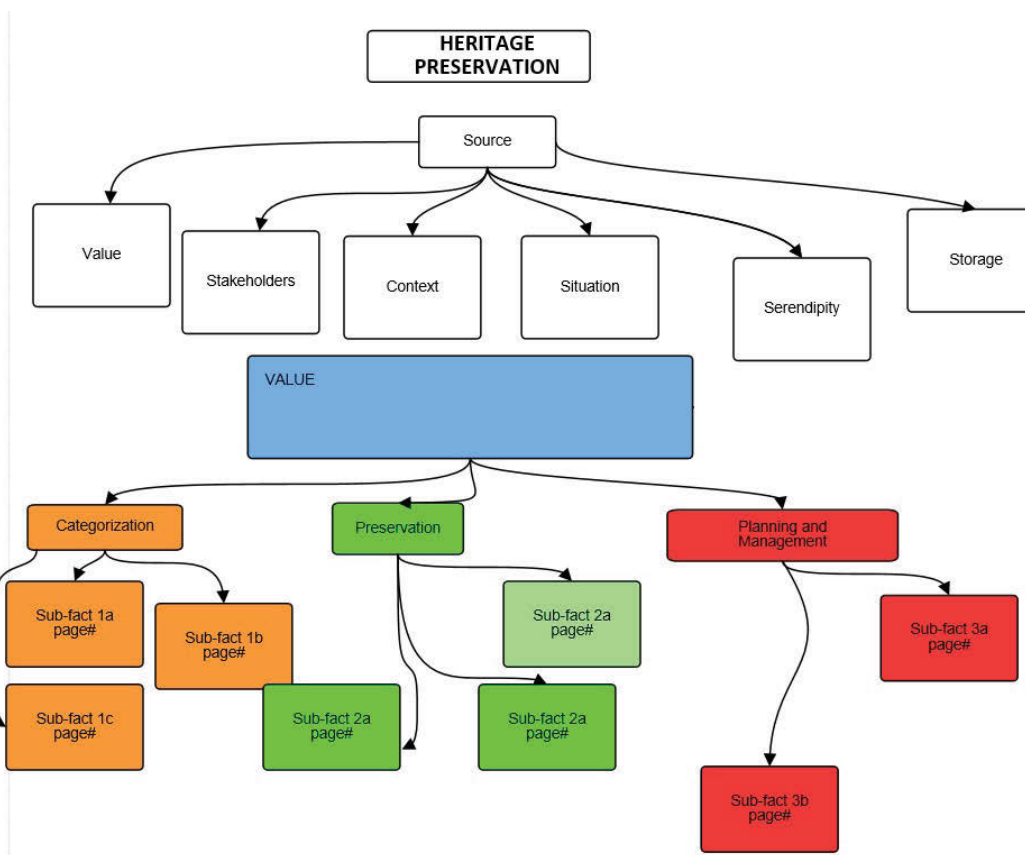 HERITAGE
PRESERVATION
Source
Value
Stakeholders
Context
Situation
Serendipity
Storage
VALUE
Categorization
Preservation
Planning and
Management
Sub-fact 1a
page#
Sub-fact 1b
page#
Sub-fact 2a
page#
Sub-fact 3a
page#
Sub-fact 1c
page#
Sub-fact 2a
page#
Sub-fact 2a
page#
Sub-fact 3b
page#